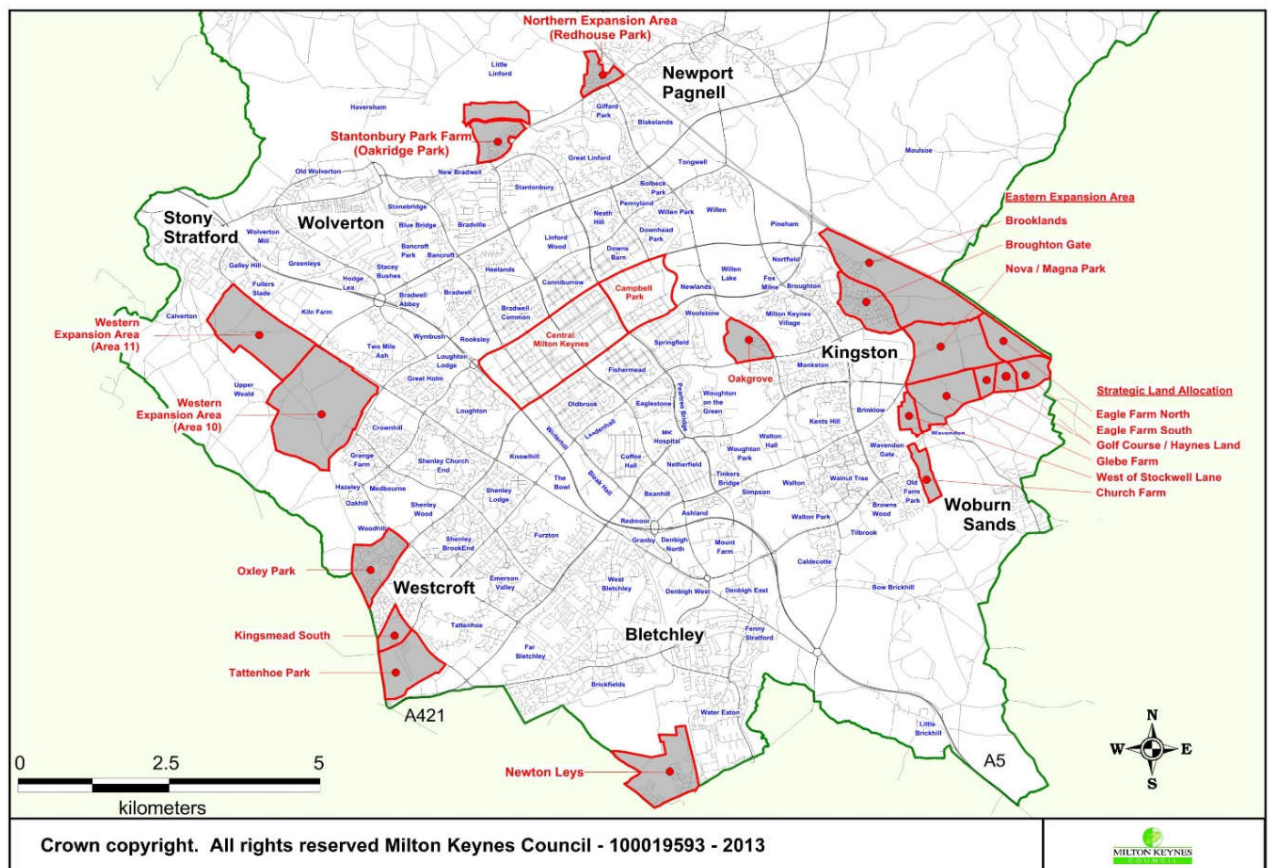 Northern Expansion Area
(Redhouse Park)
Little
Linford
Newport
Pagnell
Haversham
Giffard
Park
Blakelands
Stantonbury Park Farm
(Oakridge Park)
Moulsoe
Great Linford
Tongwell
Old Wolverton
New Bradwell
Stantonbury
Bolbeck
Park
Eastern Expansion Area
Stony
Stratford
Wolverton
Stonebridge
Pennyland
Willen Park
Willen
Brooklands
Wolverton
Mill
Blue Bridge
Bradville
Neath
Hill
Pineham
Downhead
Park
Linford
Wood
Broughton Gate
Bancroft
Park
Bancroft
Downs
Barn
Galley Hill
Greenleys
Stacey
Bushes
Heelands
Northfield
Nova / Magna Park
Hodge
Lea
Conniburrow
Campbell
Park
Willen
Lake
Fox
Milne
Broughton
Fullers
Slade
Bradwell
Abbey
Bradwell
Newlands
Calverton
Kiln Farm
Bradwell
Common
Woolstone
Milton Keynes
Village
Western
Expansion Area
(Area 11)
Wymbush
Rooksley
Central
Milton Keynes
Springfield
Kingston
Two Mile
Ash
Loughton
Lodge
Monkston
Great Holm
Fishermead
Oakgrove
Upper
Weald
Peartree Bridge
Woughton
on the
Green
Strategic Land Allocation
Western
Expansion Area
(Area 10)
Loughton
Oldbrook
Eaglestone
Brinklow
Eagle Farm North
Crownhill
Winterhill
Leadenhall
Kents Hill
Eagle Farm South
MK
Hospital
Walton
Hall
Wavendon
Golf Course / Haynes Land
Grange
Farm
Shenley Church
End
Knowlhill
Coffee
Hall
Woughton
Park
Wavendon
Gate
Glebe Farm
Netherfield
West of Stockwell Lane
Hazeley
Medbourne
Shenley
Lodge
The
Bowl
Bleak Hall
Tinkers
Bridge
Walton
Walnut Tree
Old
Farm
Park
Church Farm
Oakhill
Shenley
Wood
Beanhill
Simpson
Browns
Wood
Woburn
Sands
Ashland
Walton Park
Woodhill
Redmoor
Shenley
BrookEnd
Furzton
Granby
Denbigh
North
Mount
Farm
Tilbrook
Oxley Park
Caldecotte
Westcroft
Emerson
Valley
West
Bletchley
Denbigh West
Denbigh East
Bow Brickhill
Kingsmead South
Tattenhoe
Bletchley
Fenny
Stratford
Far
Bletchley
Tattenhoe Park
Brickfields
A421
Water Eaton
Little
Brickhill
N
W E
S
0 2.5 5
Newton Leys
A5
kilometers
Crown copyright. All rights reserved Milton Keynes Council - 100019593 - 2013
MILTON KEYNES
COUNCIL